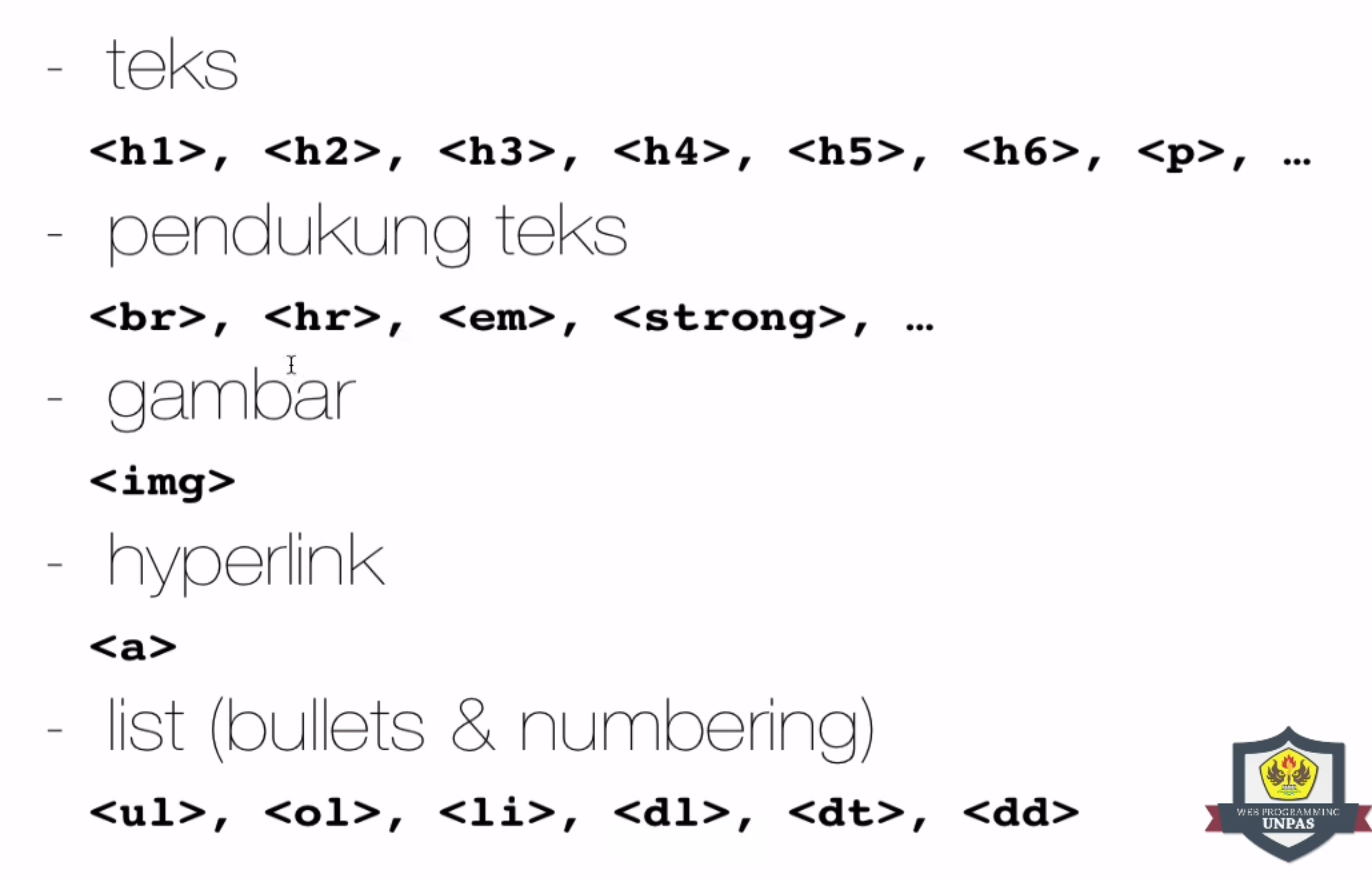 - teks
<h1>, <h2>, <h3>, <h4>, <h5>, <h6>, <p>, …
- pendukung teks
<br>, <hr>, <em>, <strong>, …
- gambar
<img>
- hyperlink
<a>
- list (bullets & numbering)
<ul>, <ol>, <li>, <dl>, <dt>, <dd>
WEB PROGRAMMING
UNPAS